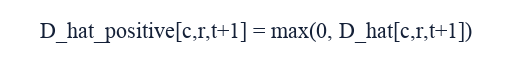 D_hat_positive[c,r,t+1] = max(0, D_hat[c,r,t+1])